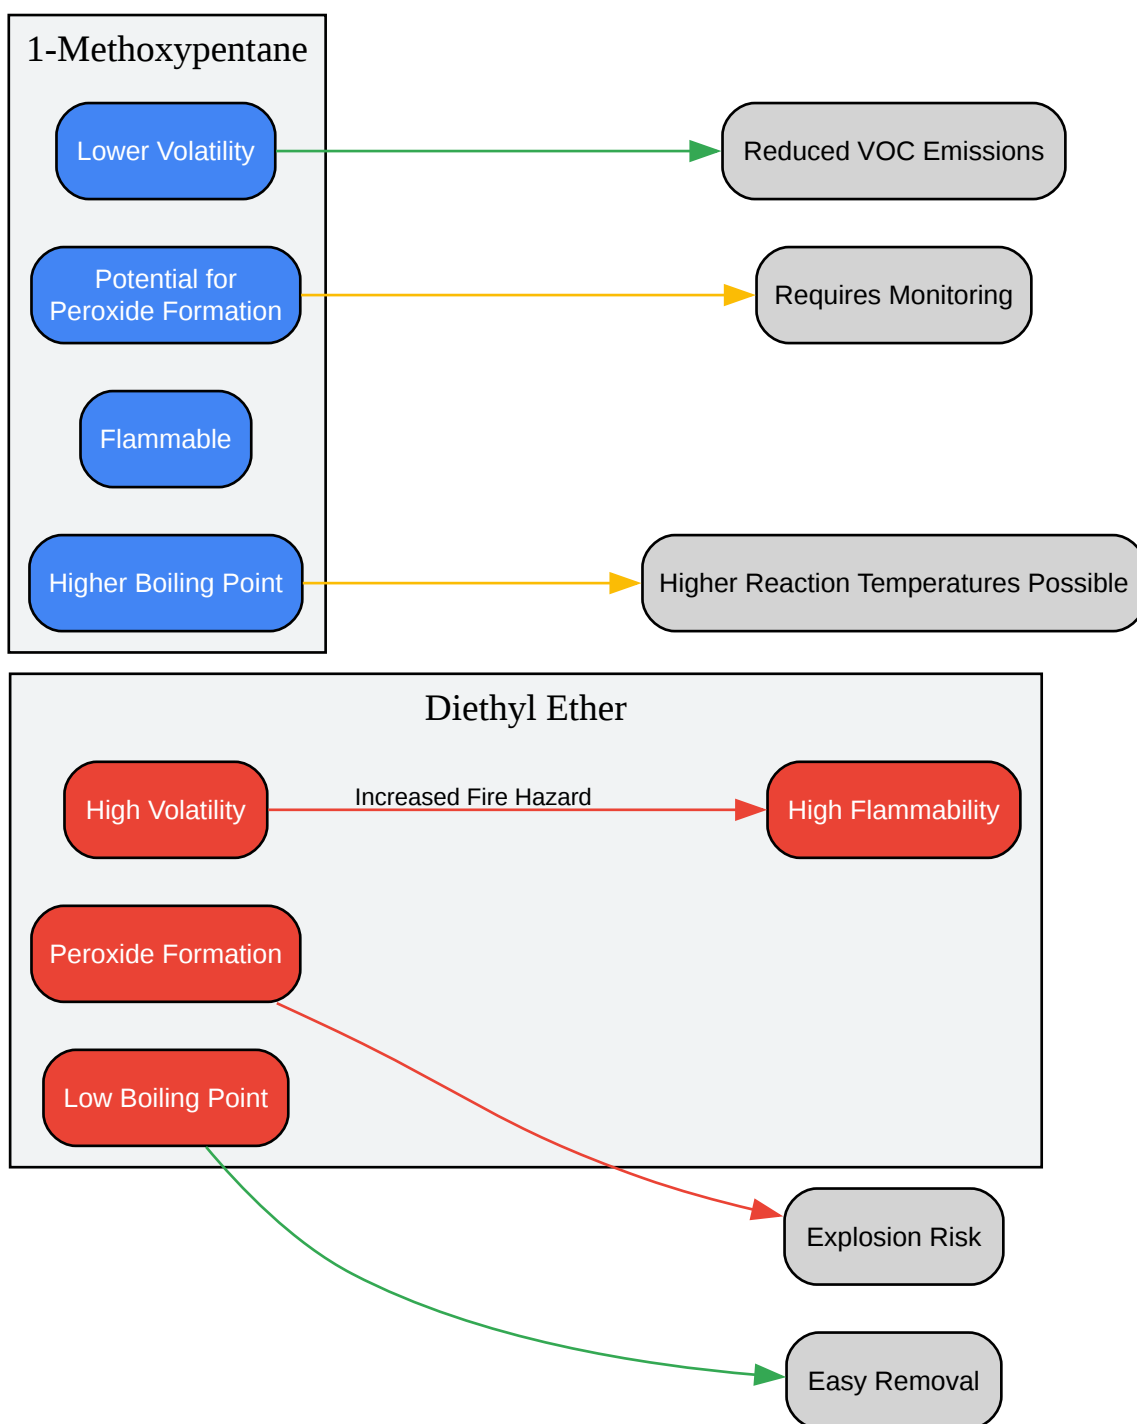 1-Methoxypentane
Lower Volatility
Reduced VOC Emissions
Potential for
Peroxide Formation
Requires Monitoring
Flammable
Higher Boiling Point
Higher Reaction Temperatures Possible
Diethyl Ether
High Volatility
Increased Fire Hazard
High Flammability
Peroxide Formation
Low Boiling Point
Explosion Risk
Easy Removal